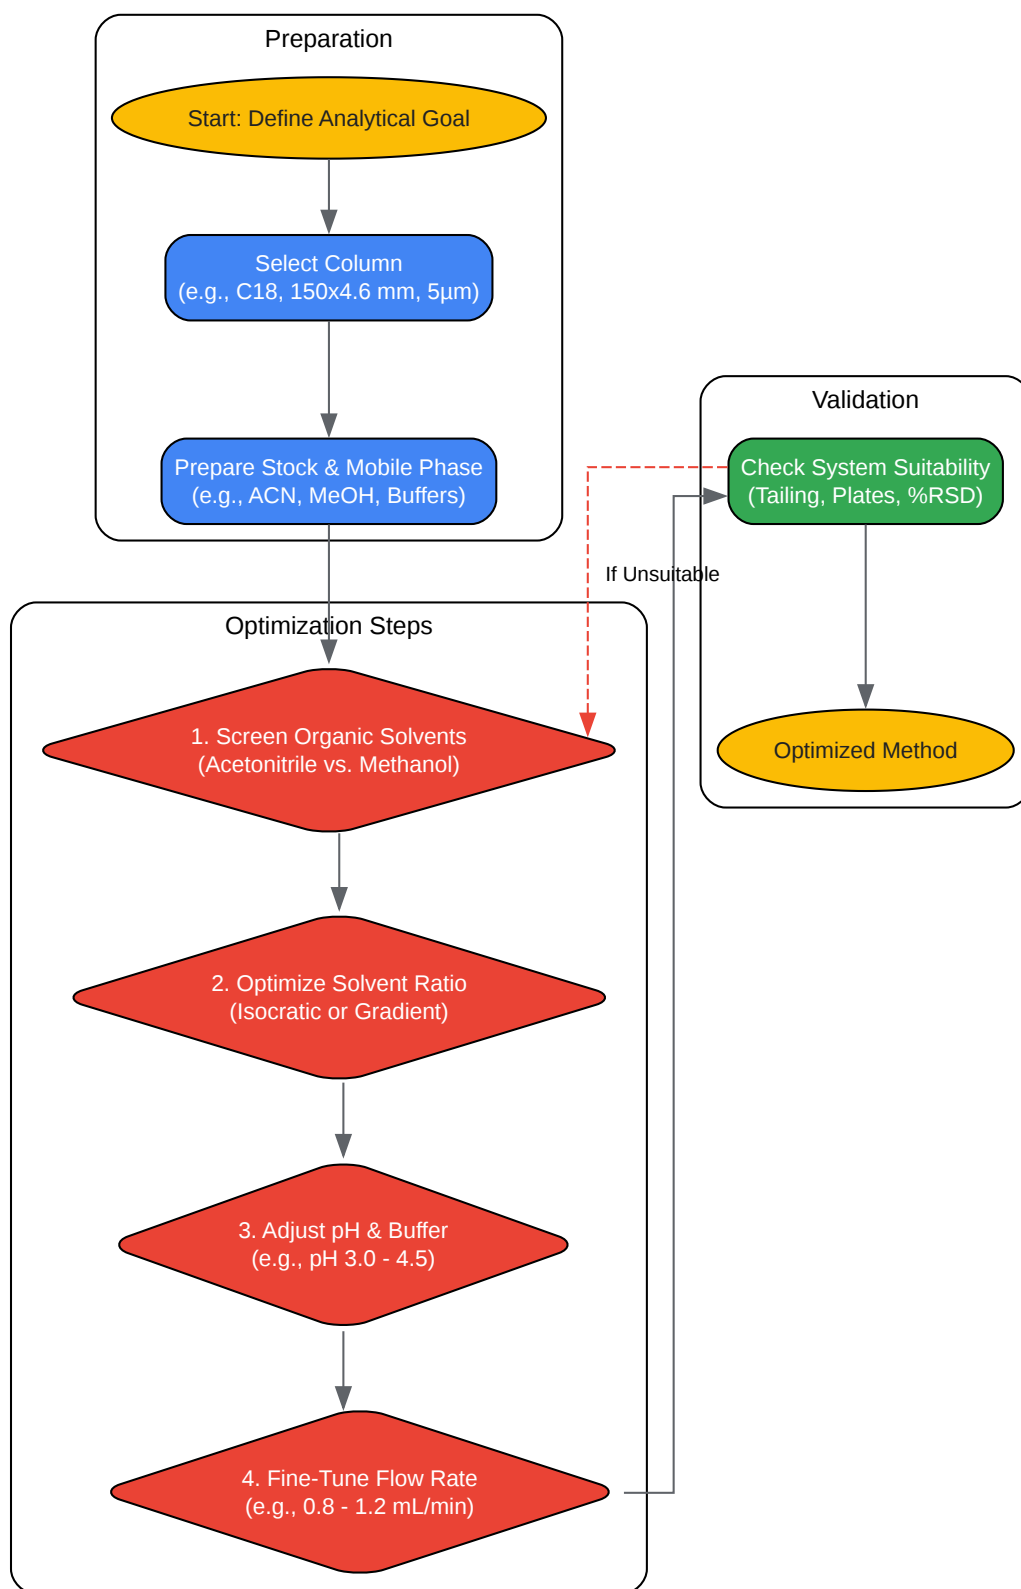 Preparation
Start: Define Analytical Goal
Select Column
(e.g., C18, 150x4.6 mm, 5µm)
Prepare Stock & Mobile Phase
(e.g., ACN, MeOH, Buffers)
Validation
Check System Suitability
(Tailing, Plates, %RSD)
If Unsuitable
Optimized Method
Optimization Steps
1. Screen Organic Solvents
(Acetonitrile vs. Methanol)
2. Optimize Solvent Ratio
(Isocratic or Gradient)
3. Adjust pH & Buffer
(e.g., pH 3.0 - 4.5)
4. Fine-Tune Flow Rate
(e.g., 0.8 - 1.2 mL/min)